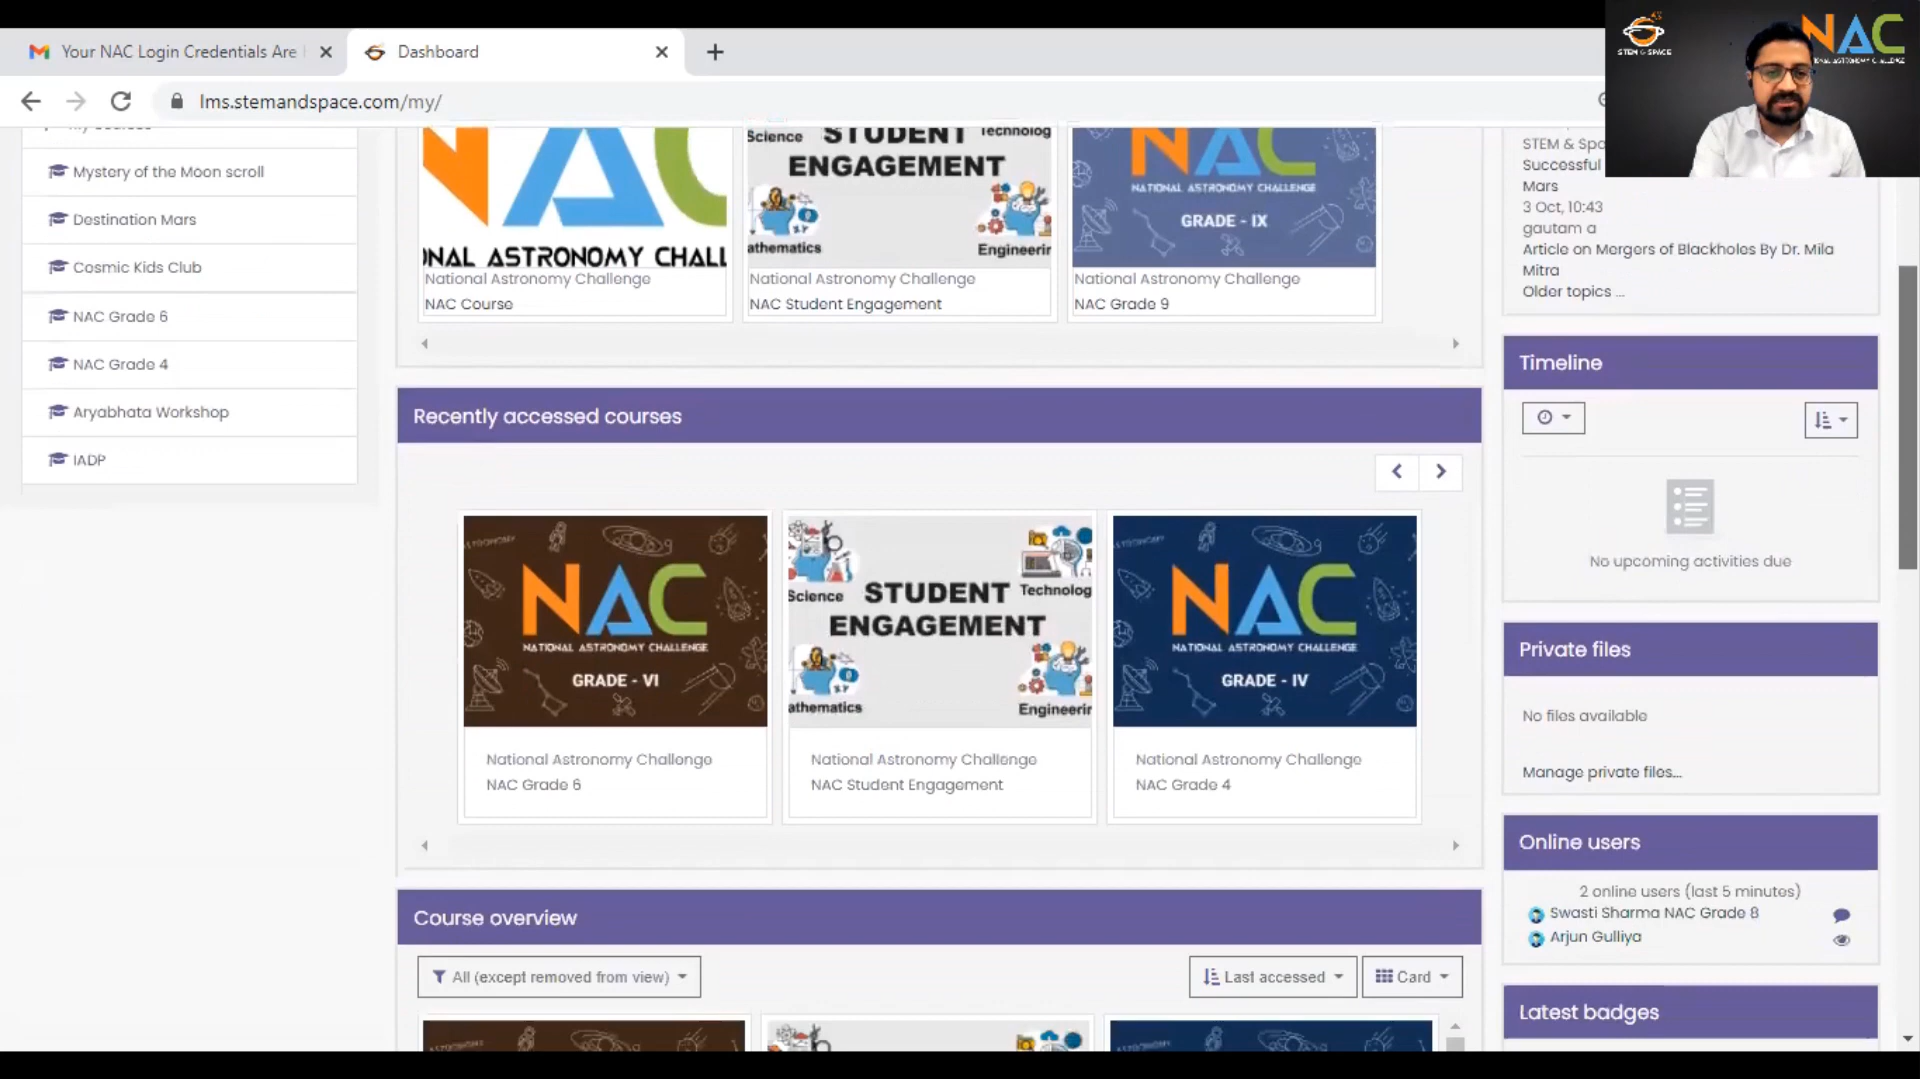 Your NAC Login Credentials Are
Dashboard
lms.stemandspace.com/my/
STEM & SPACE
NAC
Mystery of the Moon scroll
Destination Mars
Cosmic Kids Club
NAC Grade 6
NAC Grade 4
Aryabhata Workshop
IADP
NAC
NAL ASTRONOMY CHALL
National Astronomy Challenge
NAC Course
Science
STUDENT
Technolog
ENGAGEMENT
athematics
Engineerir
National Astronomy Challenge
NAC Student Engagement
NAC
NATIONAL ASTRONOMY CHALLENGE
GRADE - IX
National Astronomy Challenge
NAC Grade 9
Recently accessed courses
NAC
NATIONAL ASTRONOMY CHALLENGE
GRADE - VI
National Astronomy Challenge
NAC Grade 6
Science
STUDENT
Technolog
ENGAGEMENT
athematics
Engineerir
National Astronomy Challenge
NAC Student Engagement
NAC
NATIONAL ASTRONOMY CHALLENGE
GRADE - IV
National Astronomy Challenge
NAC Grade 4
Course overview
All (except removed from view)
Last accessed
Card
STEM & Spa
Successful
Mars
3 Oct, 10:43
gautam a
Article on Mergers of Blackholes By Dr. Mila
Mitra
Older topics ...
Timeline
No upcoming activities due
Private files
No files available
Manage private files...
Online users
2 online users (last 5 minutes)
Swasti Sharma NAC Grade 8
Arjun Gulliya
Latest badges